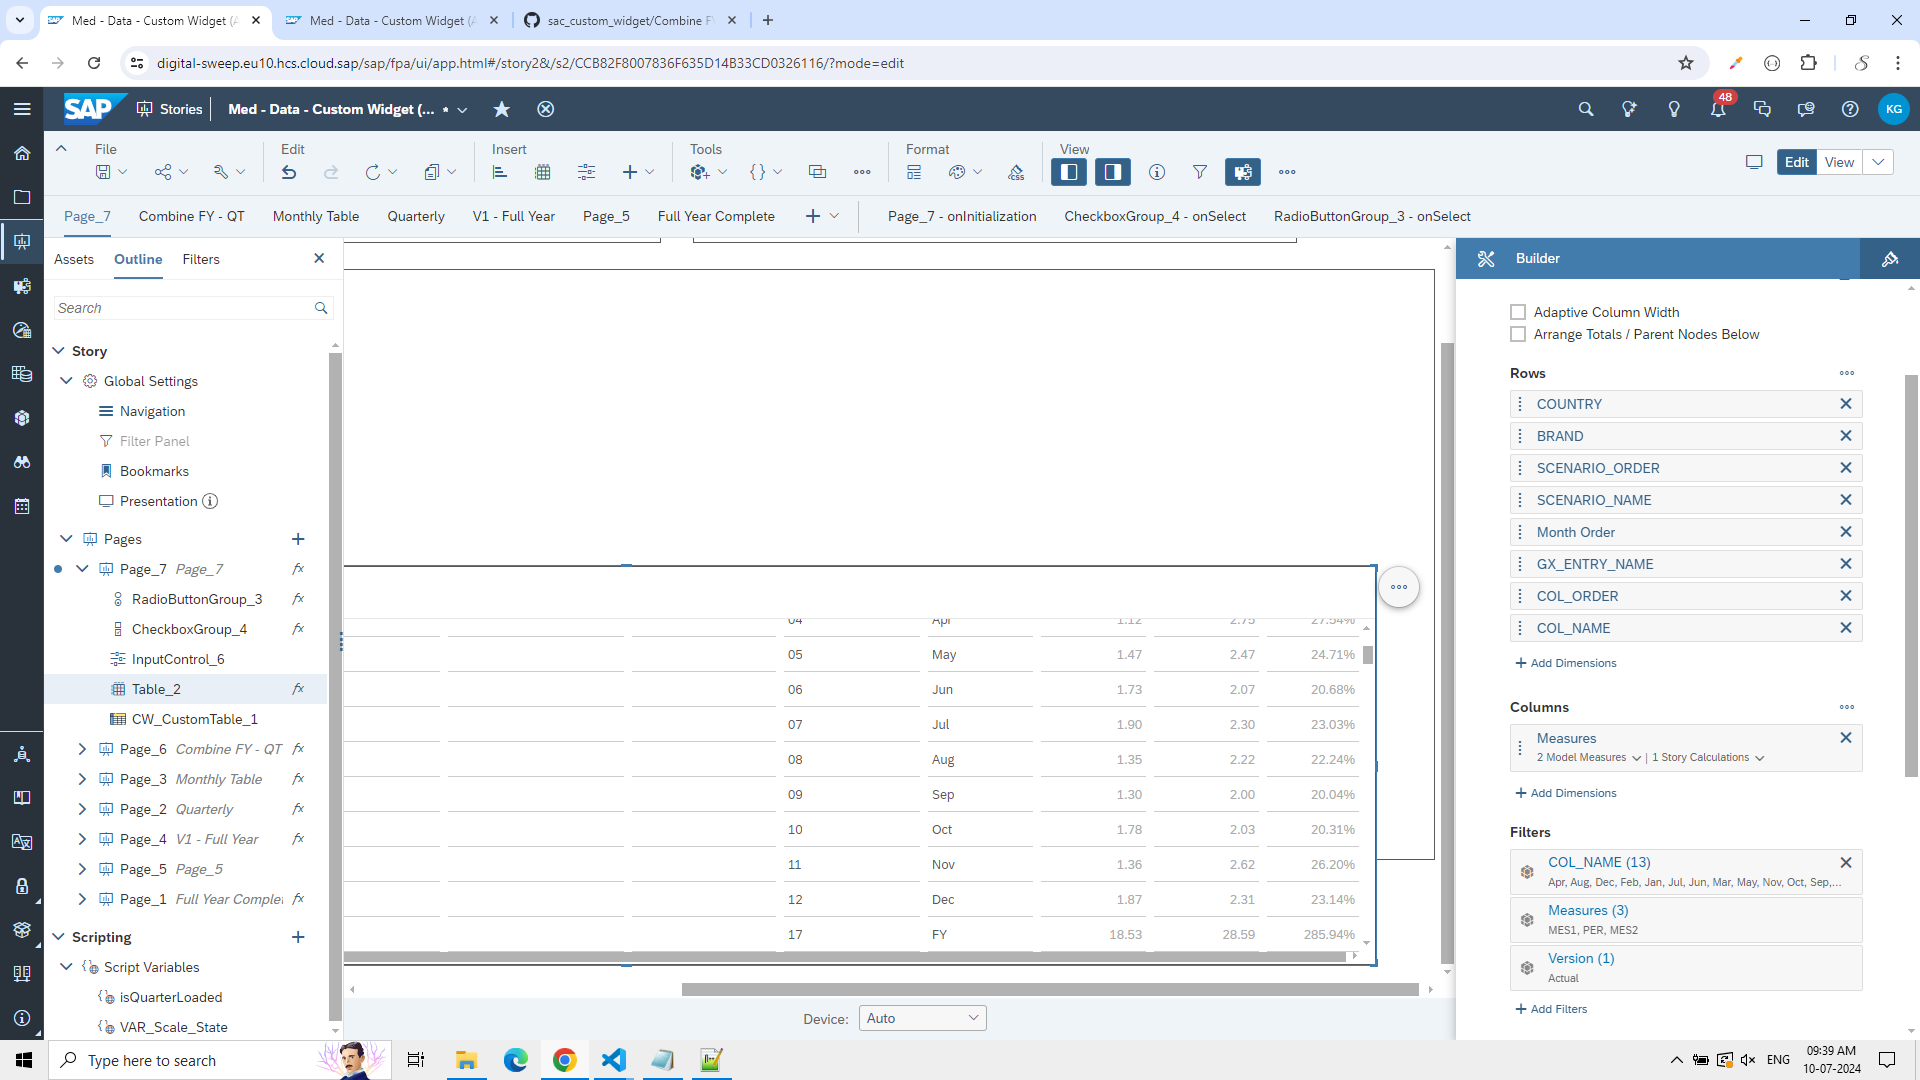 Med - Data - Custom Widget (A
Med - Data - Custom Widget (A
sac_custom_widget/Combine F
digital-sweep.eu10.hcs.cloud.sap/sap/fpa/ui/app.html#/story2&/s2/CCB82F8007836F635D14B33CD0326116/?mode=edit
SAP Stories Med - Data - Custom Widget (... * 48 KG
File Edit Insert Tools Format View
CSS Edit View
Page_7 Combine FY - QT Monthly Table Quarterly V1 - Full Year Page_5 Full Year Complete Page_7 - onInitialization CheckboxGroup_4 - onSelect RadioButtonGroup_3 - onSelect
Assets Outline Filters
Search
Story
Global Settings
Navigation
Filter Panel
Bookmarks
Presentation
Pages
Page_7 Page_7 fx
RadioButtonGroup_3 fx
CheckboxGroup_4 fx
InputControl_6
Table_2 fx
CW_CustomTable_1
Page_6 Combine FY - QT fx
Page_3 Monthly Table fx
Page_2 Quarterly fx
Page_4 V1 - Full Year fx
Page_5 Page_5
Page_1 Full Year Complet fx
Scripting
Script Variables
isQuarterLoaded
VAR_Scale_State
04 Apr 1.12 2.75 27.54%
05 May 1.47 2.47 24.71%
06 Jun 1.73 2.07 20.68%
07 Jul 1.90 2.30 23.03%
08 Aug 1.35 2.22 22.24%
09 Sep 1.30 2.00 20.04%
10 Oct 1.78 2.03 20.31%
11 Nov 1.36 2.62 26.20%
12 Dec 1.87 2.31 23.14%
17 FY 18.53 28.59 285.94%
Device: Auto
Builder
Adaptive Column Width
Arrange Totals / Parent Nodes Below
Rows
COUNTRY
BRAND
SCENARIO_ORDER
SCENARIO_NAME
Month Order
GX_ENTRY_NAME
COL_ORDER
COL_NAME
+ Add Dimensions
Columns
Measures
2 Model Measures | 1 Story Calculations
+ Add Dimensions
Filters
COL_NAME (13)
Apr, Aug, Dec, Feb, Jan, Jul, Jun, Mar, May, Nov, Oct, Sep,...
Measures (3)
MES1, PER, MES2
Version (1)
Actual
+ Add Filters
Type here to search
ENG
09:39 AM
10-07-2024